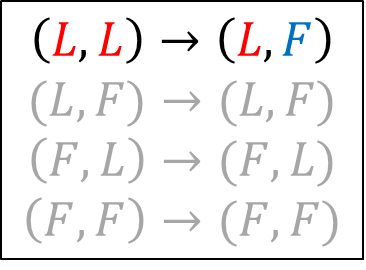 (L, L) → (L, F)
(L, F) → (L, F)
(F, L) → (F, L)
(F, F) → (F, F)